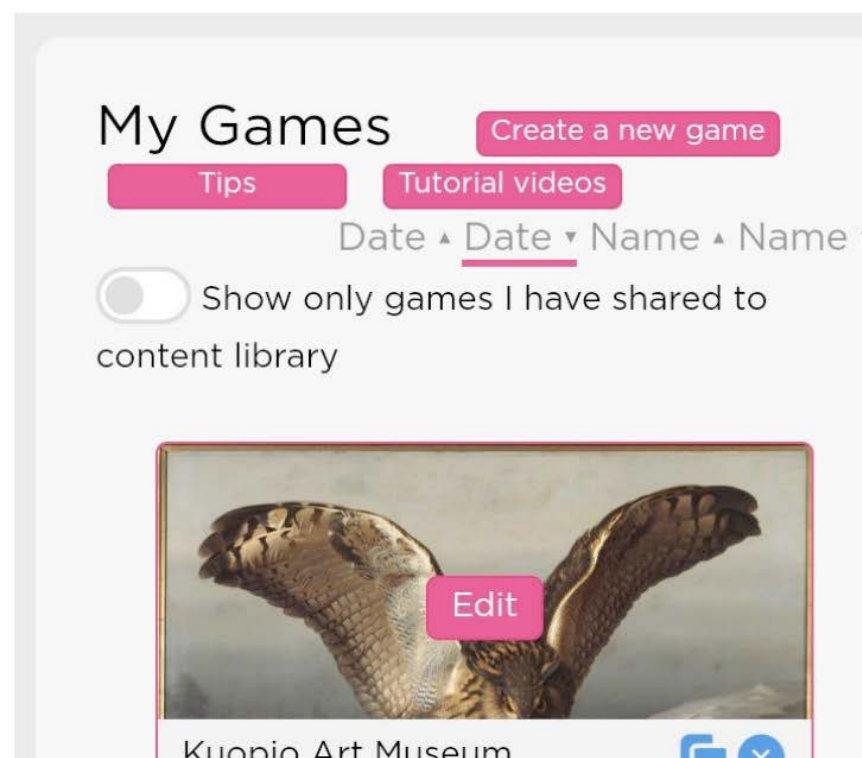 My Games Create a new game
Tips Tutorial videos
Date ▴ Date ▾ Name ▴ Name
Show only games I have shared to
content library
Edit
Kuopio Art Museum